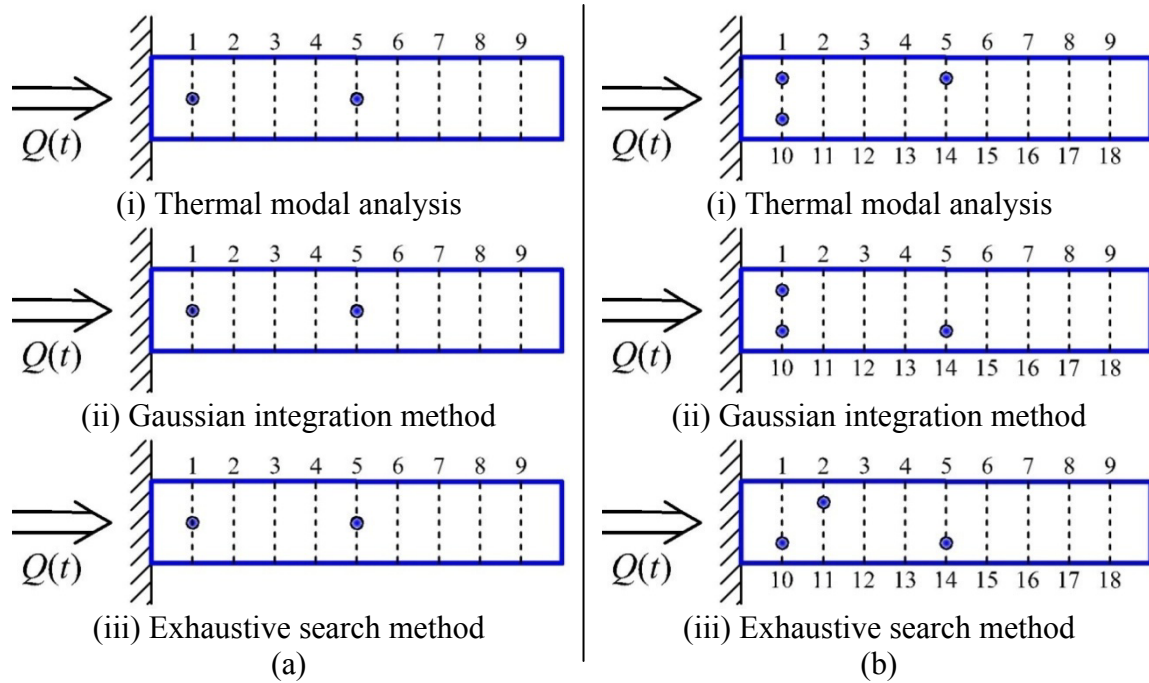 1 2 3 4 5 6 7 8 9
Q(t)
(i) Thermal modal analysis
1 2 3 4 5 6 7 8 9
Q(t)
(ii) Gaussian integration method
1 2 3 4 5 6 7 8 9
Q(t)
(iii) Exhaustive search method
(a)
1 2 3 4 5 6 7 8 9
Q(t)
10 11 12 13 14 15 16 17 18
(i) Thermal modal analysis
1 2 3 4 5 6 7 8 9
Q(t)
10 11 12 13 14 15 16 17 18
(ii) Gaussian integration method
1 2 3 4 5 6 7 8 9
Q(t)
10 11 12 13 14 15 16 17 18
(iii) Exhaustive search method
(b)